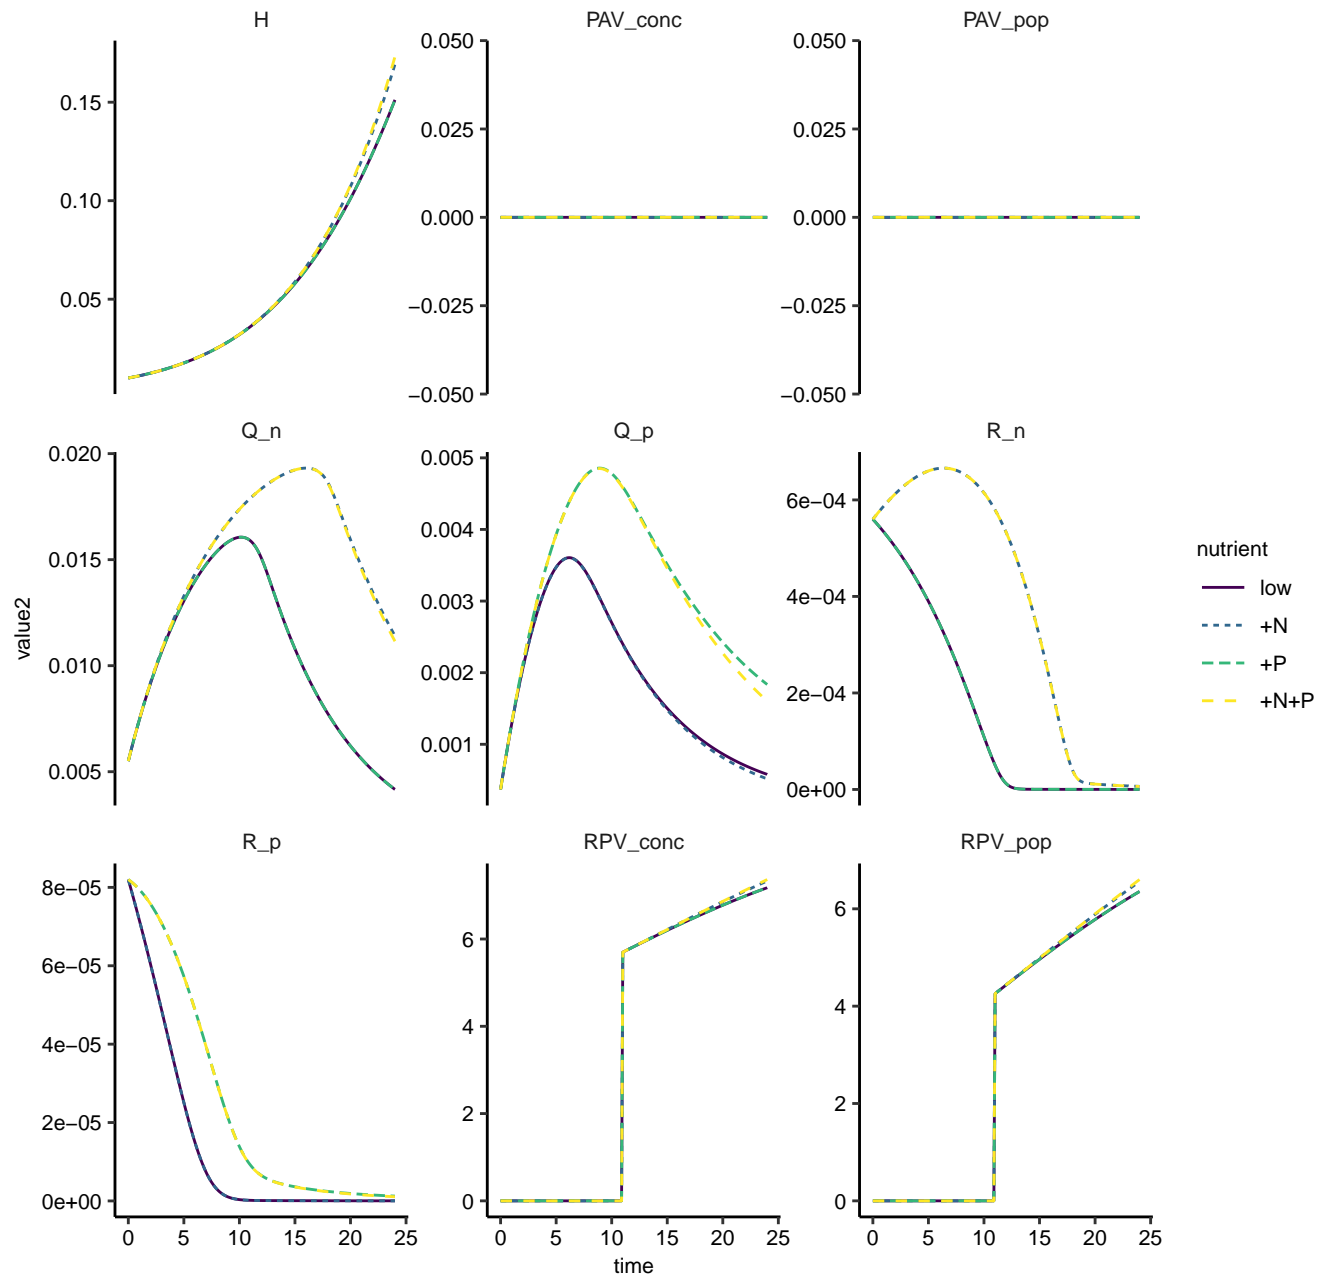 H
PAV_conc
PAV_pop
0.15
0.10
0.05
0.050
0.025
0.000
−0.025
−0.050
0.050
0.025
0.000
−0.025
−0.050
Q_n
Q_p
R_n
0.020
0.015
0.010
0.005
0.005
0.004
0.003
0.002
0.001
6e−04
4e−04
2e−04
0e+00
value2
R_p
RPV_conc
RPV_pop
8e−05
6e−05
4e−05
2e−05
0e+00
6
4
2
0
6
4
2
0
0 5 10 15 20 25
0 5 10 15 20 25
0 5 10 15 20 25
time
nutrient
low
+N
+P
+N+P